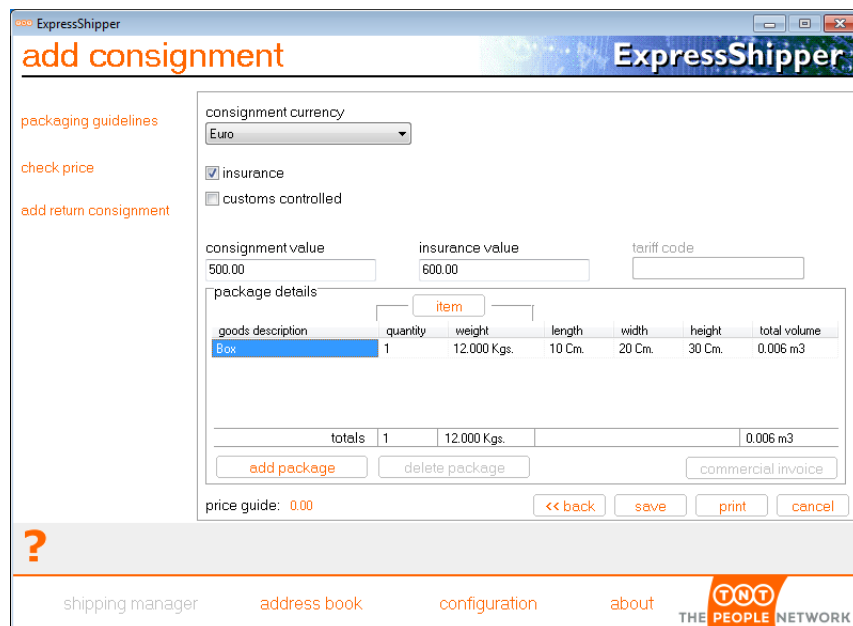 ExpressShipper
add consignment
ExpressShipper
packaging guidelines
check price
add return consignment
consignment currency
Euro
insurance
customs controlled
consignment value insurance value tariff code
500.00 600.00
package details
item
goods description quantity weight length width height total volume
Box 1 12.000 Kgs. 10 Cm. 20 Cm. 30 Cm. 0.006 m3
totals 1 12.000 Kgs. 0.006 m3
add package delete package commercial invoice
price guide: 0.00 << back save print cancel
?
shipping manager address book configuration about
TNT
THE PEOPLE NETWORK